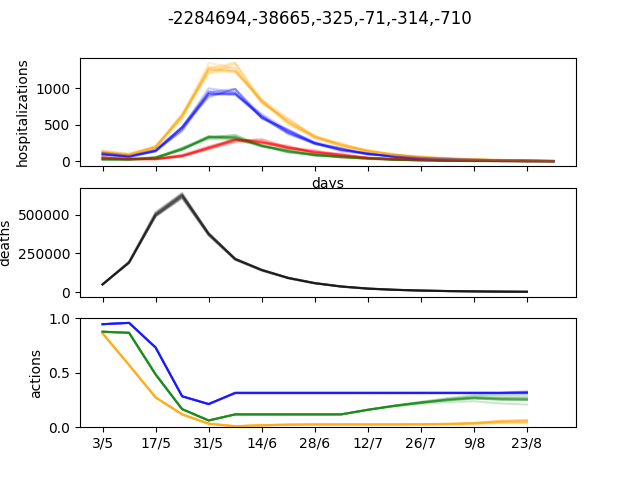 -2284694,-38665,-325,-71,-314,-710
hospitalizations
1000
500
0
days
deaths
500000
250000
0
actions
1.0
0.5
0.0
3/5 17/5 31/5 14/6 28/6 12/7 26/7 9/8 23/8